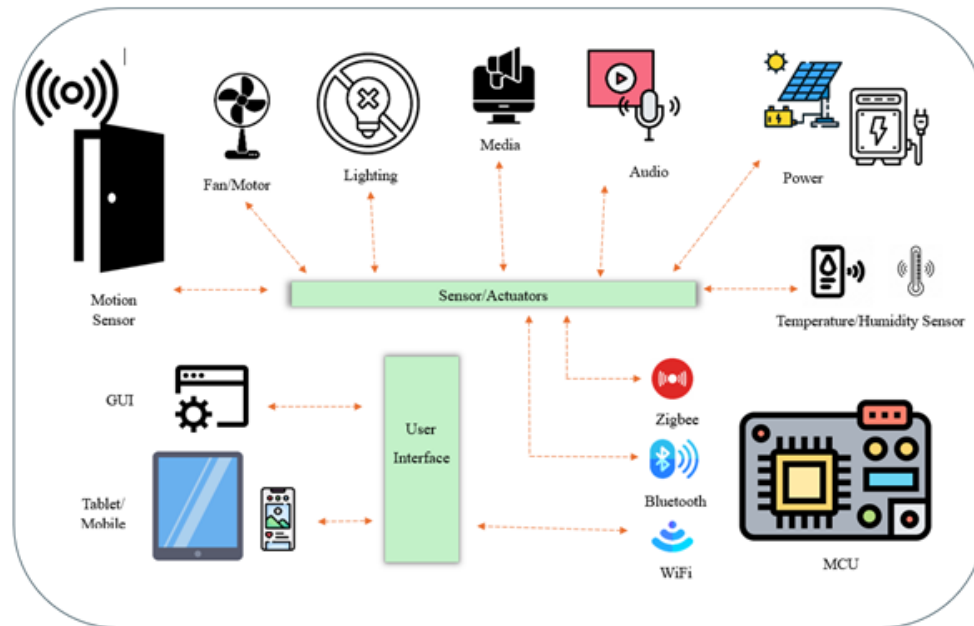 Fan/Motor
Lighting
Media
Audio
Power
Motion
Sensor
Sensor/Actuators
Temperature/Humidity Sensor
GUI
User
Interface
Zigbee
Tablet/
Mobile
Bluetooth
WiFi
MCU